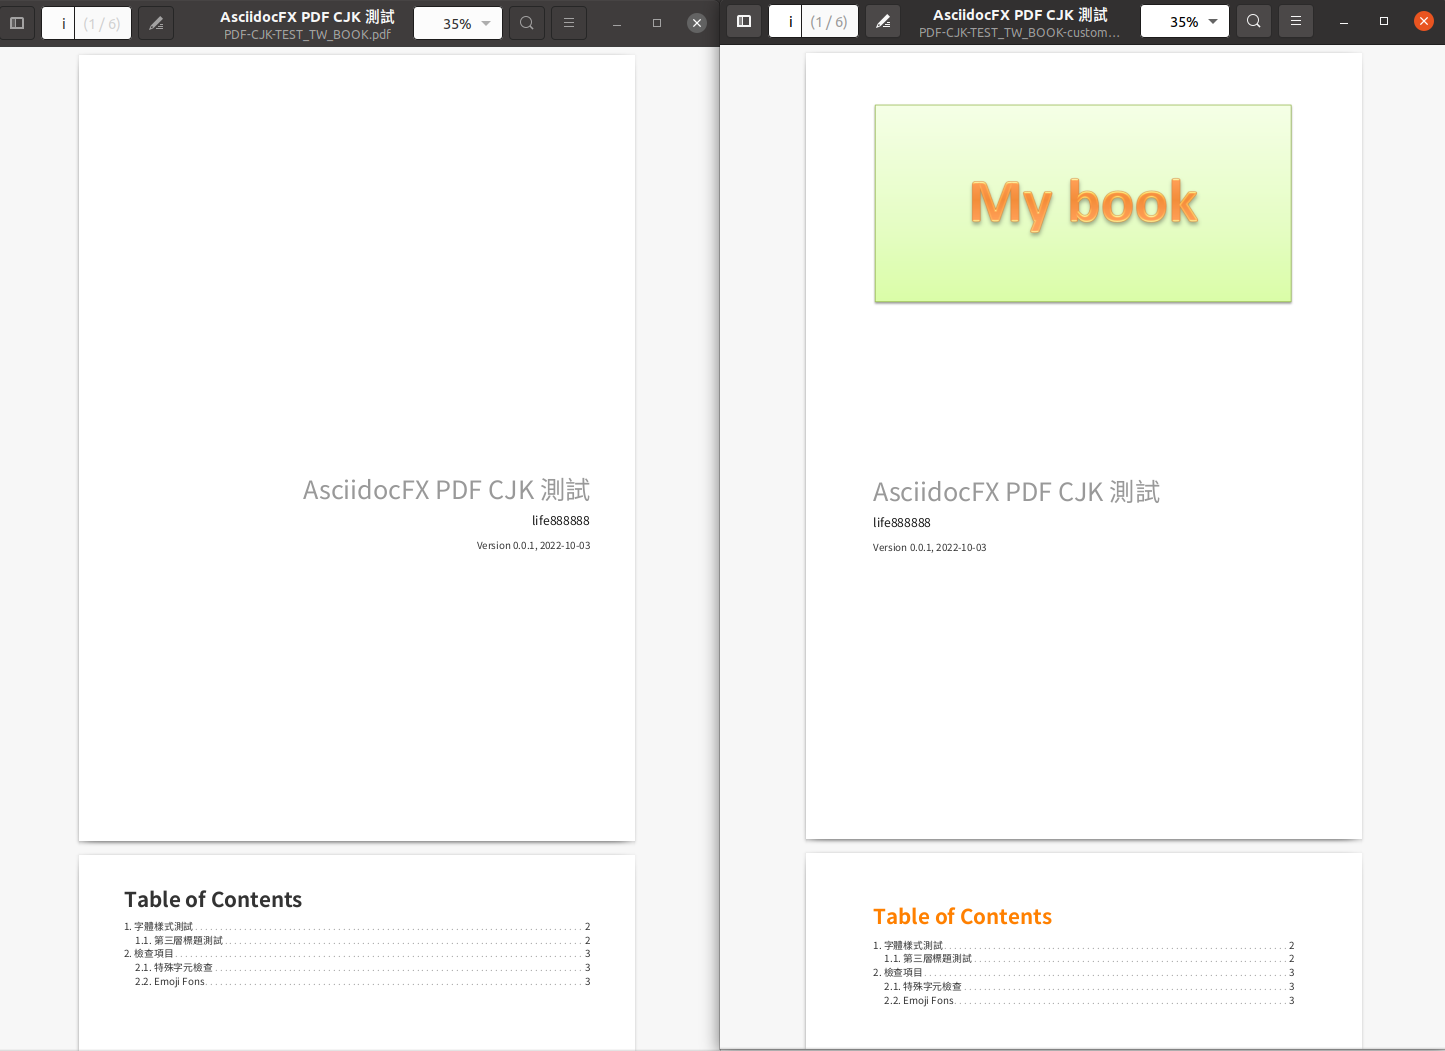 i
(1 / 6)
AsciidocFX PDF CJK 測試
PDF-CJK-TEST_TW_BOOK.pdf
35%
AsciidocFX PDF CJK 測試
life888888
Version 0.0.1, 2022-10-03
Table of Contents
1. 字體樣式測試 2
1.1. 第三層標題測試 2
2. 檢查項目 3
2.1. 特殊字元檢查 3
2.2. Emoji Fons 3
i
(1 / 6)
AsciidocFX PDF CJK 測試
PDF-CJK-TEST_TW_BOOK-custom...
35%
My book
AsciidocFX PDF CJK 測試
life888888
Version 0.0.1, 2022-10-03
Table of Contents
1. 字體樣式測試 2
1.1. 第三層標題測試 2
2. 檢查項目 3
2.1. 特殊字元檢查 3
2.2. Emoji Fons 3